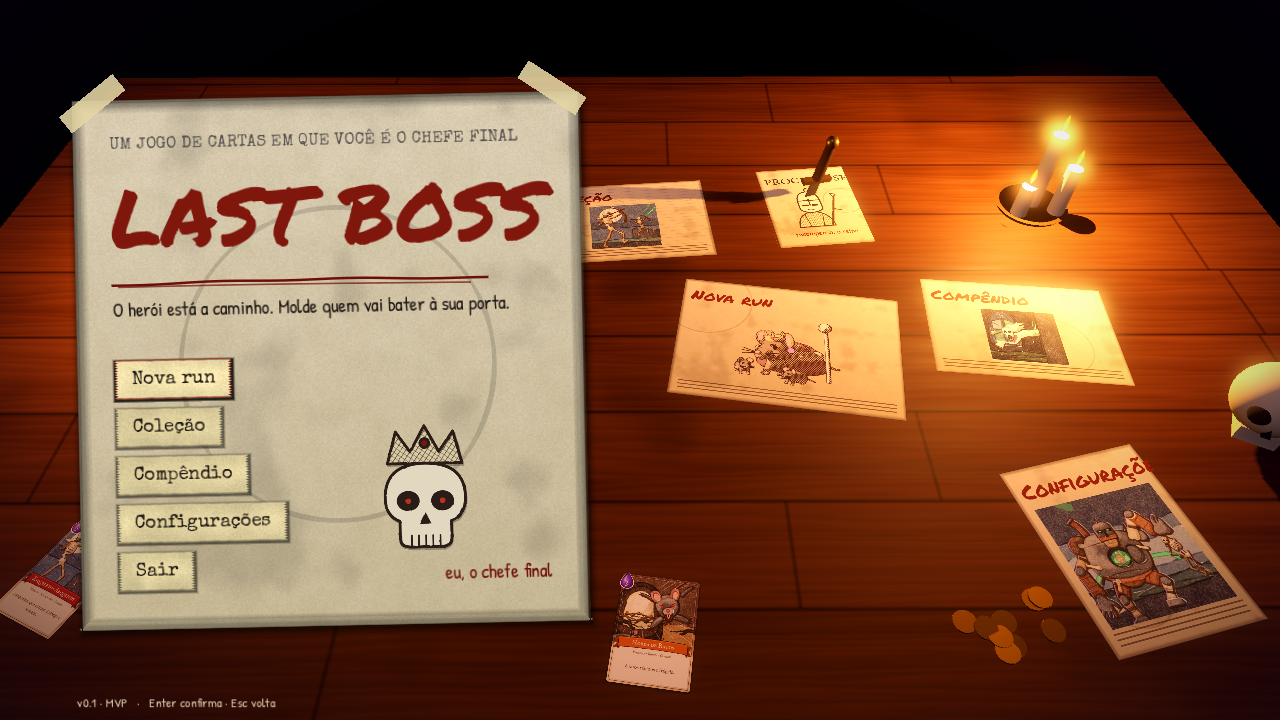 UM JOGO DE CARTAS EM QUE VOCÊ É O CHEFE FINAL
LAST BOSS
O herói está a caminho. Molde quem vai bater à sua porta.
Nova run
Coleção
Compêndio
Configurações
Sair
eu, o chefe final
NOVA RUN
COMPÊNDIO
CONFIGURAÇÕE
v0.1 · MVP · Enter confirma · Esc volta